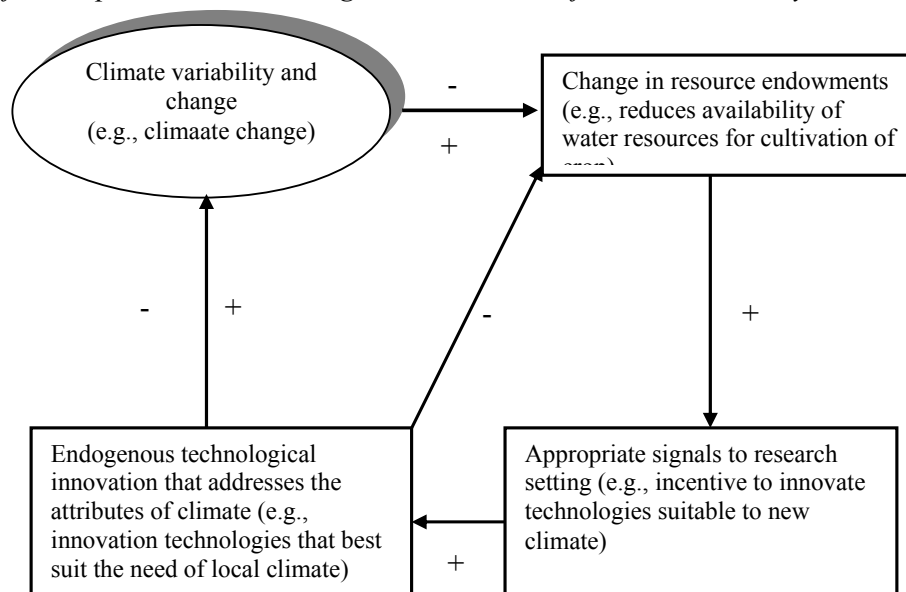 Climate variability and
change
(e.g., climaate change)
-
+
Change in resource endowments
(e.g., reduces availability of
water resources for cultivation of
crop)
-
+
-
+
Endogenous technological
innovation that addresses the
attributes of climate (e.g.,
innovation technologies that best
suit the need of local climate)
+
Appropriate signals to research
setting (e.g., incentive to innovate
technologies suitable to new
climate)